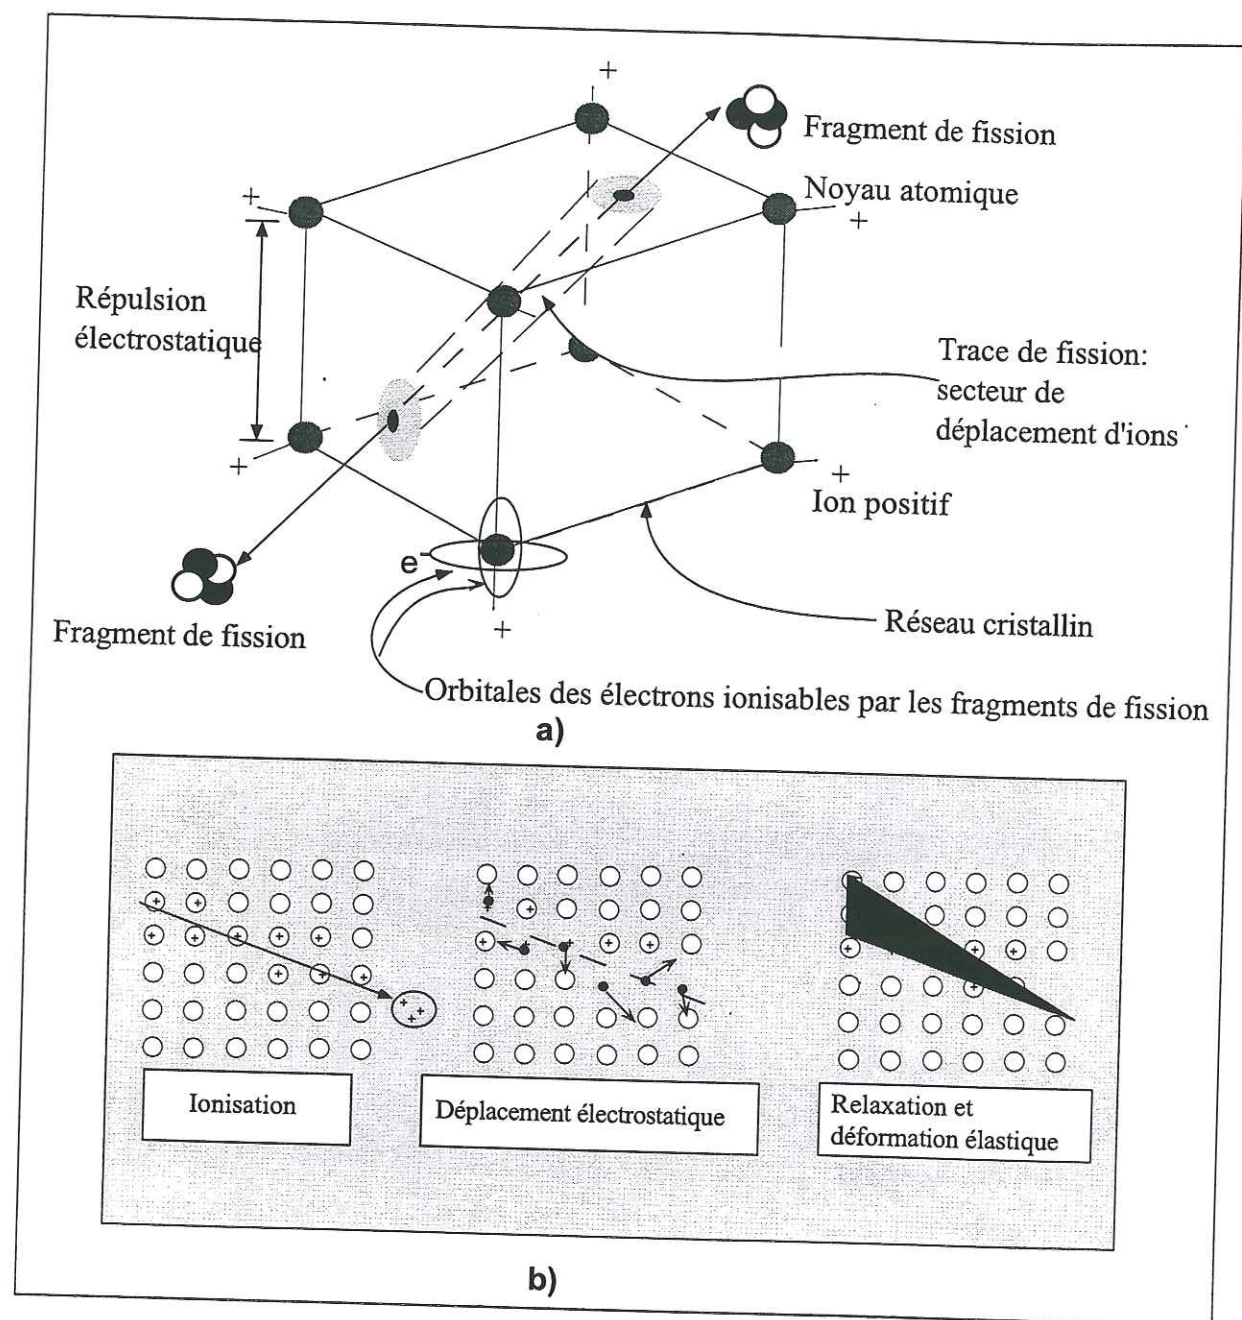 +
Fragment de fission
Noyau atomique
+
+
Répulsion
électrostatique
Trace de fission:
secteur de
déplacement d'ions
+
+
Ion positif
e-
Fragment de fission
+
Réseau cristallin
Orbitales des électrons ionisables par les fragments de fission
a)
Ionisation
Déplacement électrostatique
Relaxation et
déformation élastique
b)